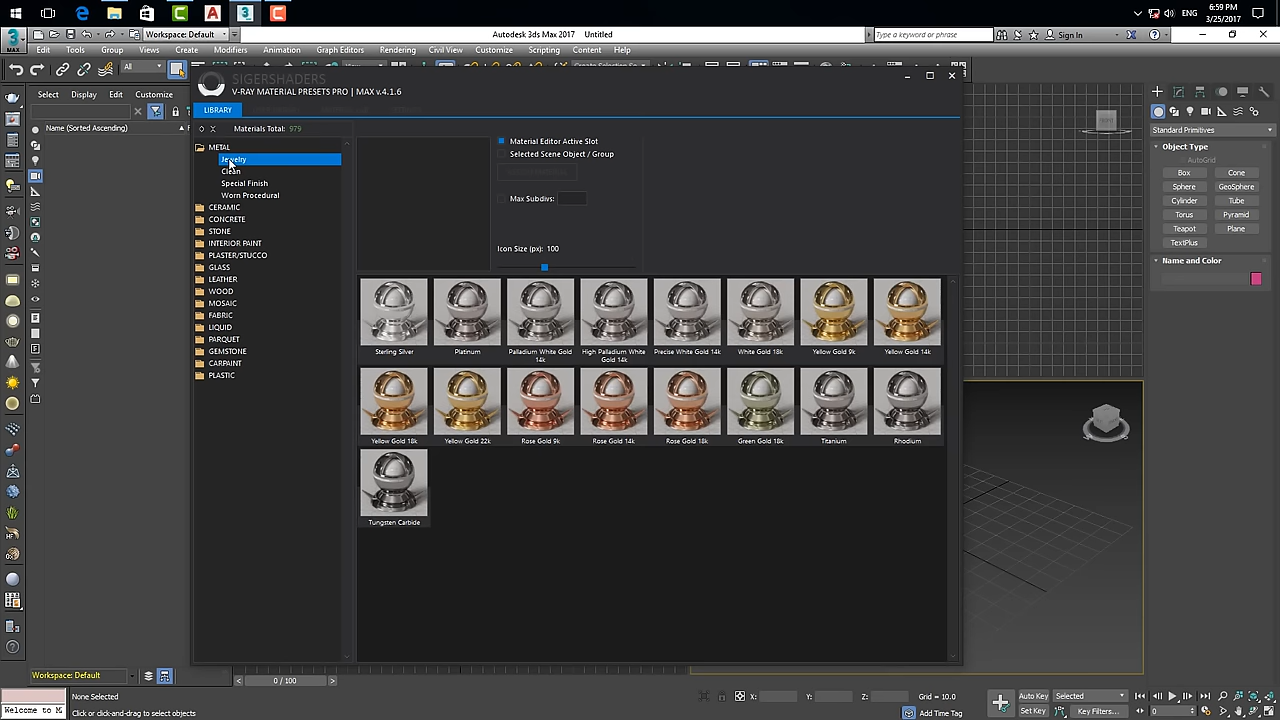 6:59 PM
ENG
3/25/2017
Workspace: Default
Autodesk 3ds Max 2017
Untitled
Type a keyword or phrase
Sign In
MAX
Edit Tools Group Views Create Modifiers Animation Graph Editors Rendering Civil View Customize Scripting Content Help
All
SIGERSHADERS
V-RAY MATERIAL PRESETS PRO | MAX v.4.1.6
LIBRARY
Select Display Edit Customize
Name (Sorted Ascending)
Materials Total: 979
METAL
Jewelry
Clean
Special Finish
Worn Procedural
CERAMIC
CONCRETE
STONE
INTERIOR PAINT
PLASTER/STUCCO
GLASS
LEATHER
WOOD
MOSAIC
FABRIC
LIQUID
PARQUET
GEMSTONE
CARPAINT
PLASTIC
Material Editor Active Slot
Selected Scene Object / Group
Max Subdivs:
Icon Size (px): 100
Sterling Silver
Platinum
Palladium White Gold 14k
High Palladium White Gold 14k
Precise White Gold 14k
White Gold 18k
Yellow Gold 9k
Yellow Gold 14k
Yellow Gold 18k
Yellow Gold 22k
Rose Gold 9k
Rose Gold 14k
Rose Gold 18k
Green Gold 18k
Titanium
Rhodium
Tungsten Carbide
Standard Primitives
Object Type
AutoGrid
Box Cone
Sphere GeoSphere
Cylinder Tube
Torus Pyramid
Teapot Plane
TextPlus
Name and Color
Workspace: Default
0 / 100
None Selected
Click or click-and-drag to select objects
Welcome to M
X:
Y:
Z:
Grid = 10.0
Add Time Tag
Auto Key
Selected
Set Key
Key Filters...
0